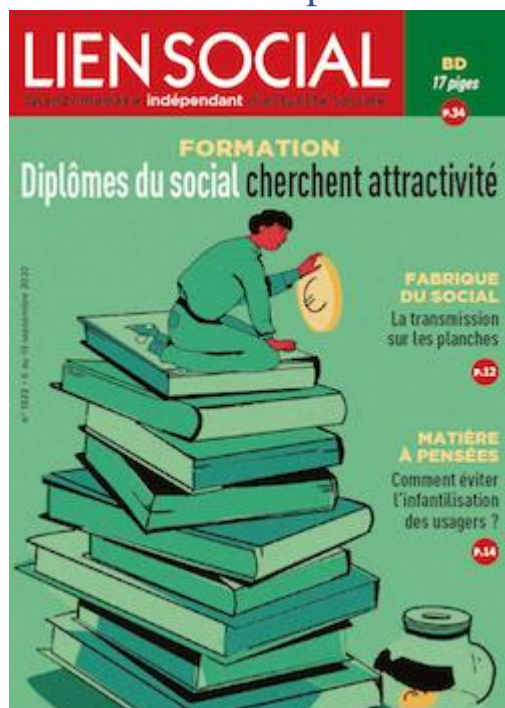 LIEN SOCIAL
indépendant
BD
17 piges
P.34
FORMATION
Diplômes du social cherchent attractivité
FABRIQUE
DU SOCIAL
La transmission
sur les planches
P.12
MATIÈRE
À PENSÉES
Comment éviter
l'infantilisation
des usagers ?
P.14